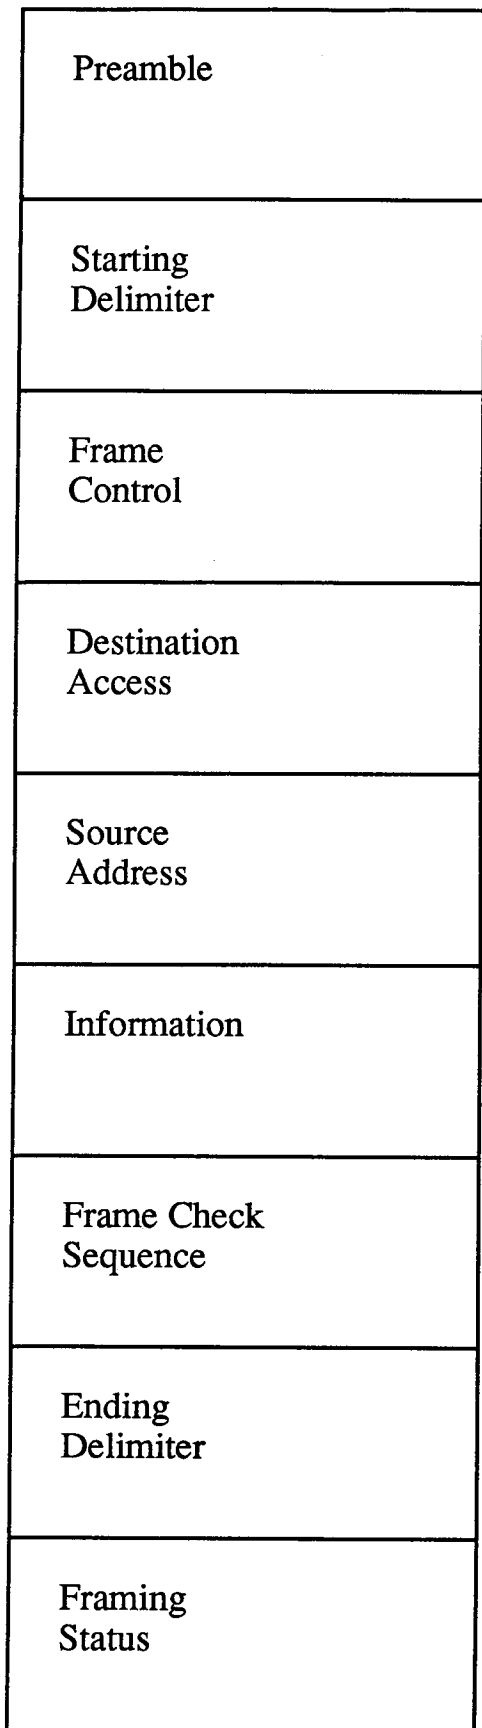 Preamble
Starting
Delimiter
Frame
Control
Destination
Access
Source
Address
Information
Frame Check
Sequence
Ending
Delimiter
Framing
Status